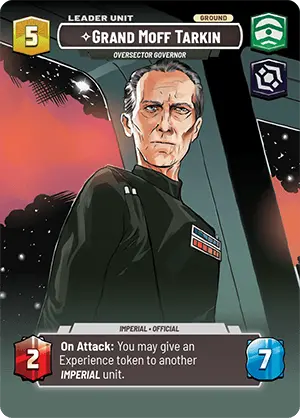 LEADER UNIT
GROUND
5
GRAND MOFF TARKIN
OVERSECTOR GOVERNOR
IMPERIAL • OFFICIAL
2
On Attack: You may give an
Experience token to another
IMPERIAL unit.
7